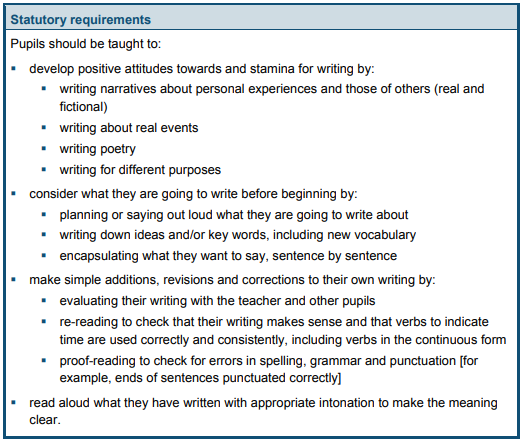 Statutory requirements
Pupils should be taught to:
▪ develop positive attitudes towards and stamina for writing by:
▪ writing narratives about personal experiences and those of others (real and
fictional)
▪ writing about real events
▪ writing poetry
▪ writing for different purposes
▪ consider what they are going to write before beginning by:
▪ planning or saying out loud what they are going to write about
▪ writing down ideas and/or key words, including new vocabulary
▪ encapsulating what they want to say, sentence by sentence
▪ make simple additions, revisions and corrections to their own writing by:
▪ evaluating their writing with the teacher and other pupils
▪ re-reading to check that their writing makes sense and that verbs to indicate
time are used correctly and consistently, including verbs in the continuous form
▪ proof-reading to check for errors in spelling, grammar and punctuation [for
example, ends of sentences punctuated correctly]
▪ read aloud what they have written with appropriate intonation to make the meaning
clear.